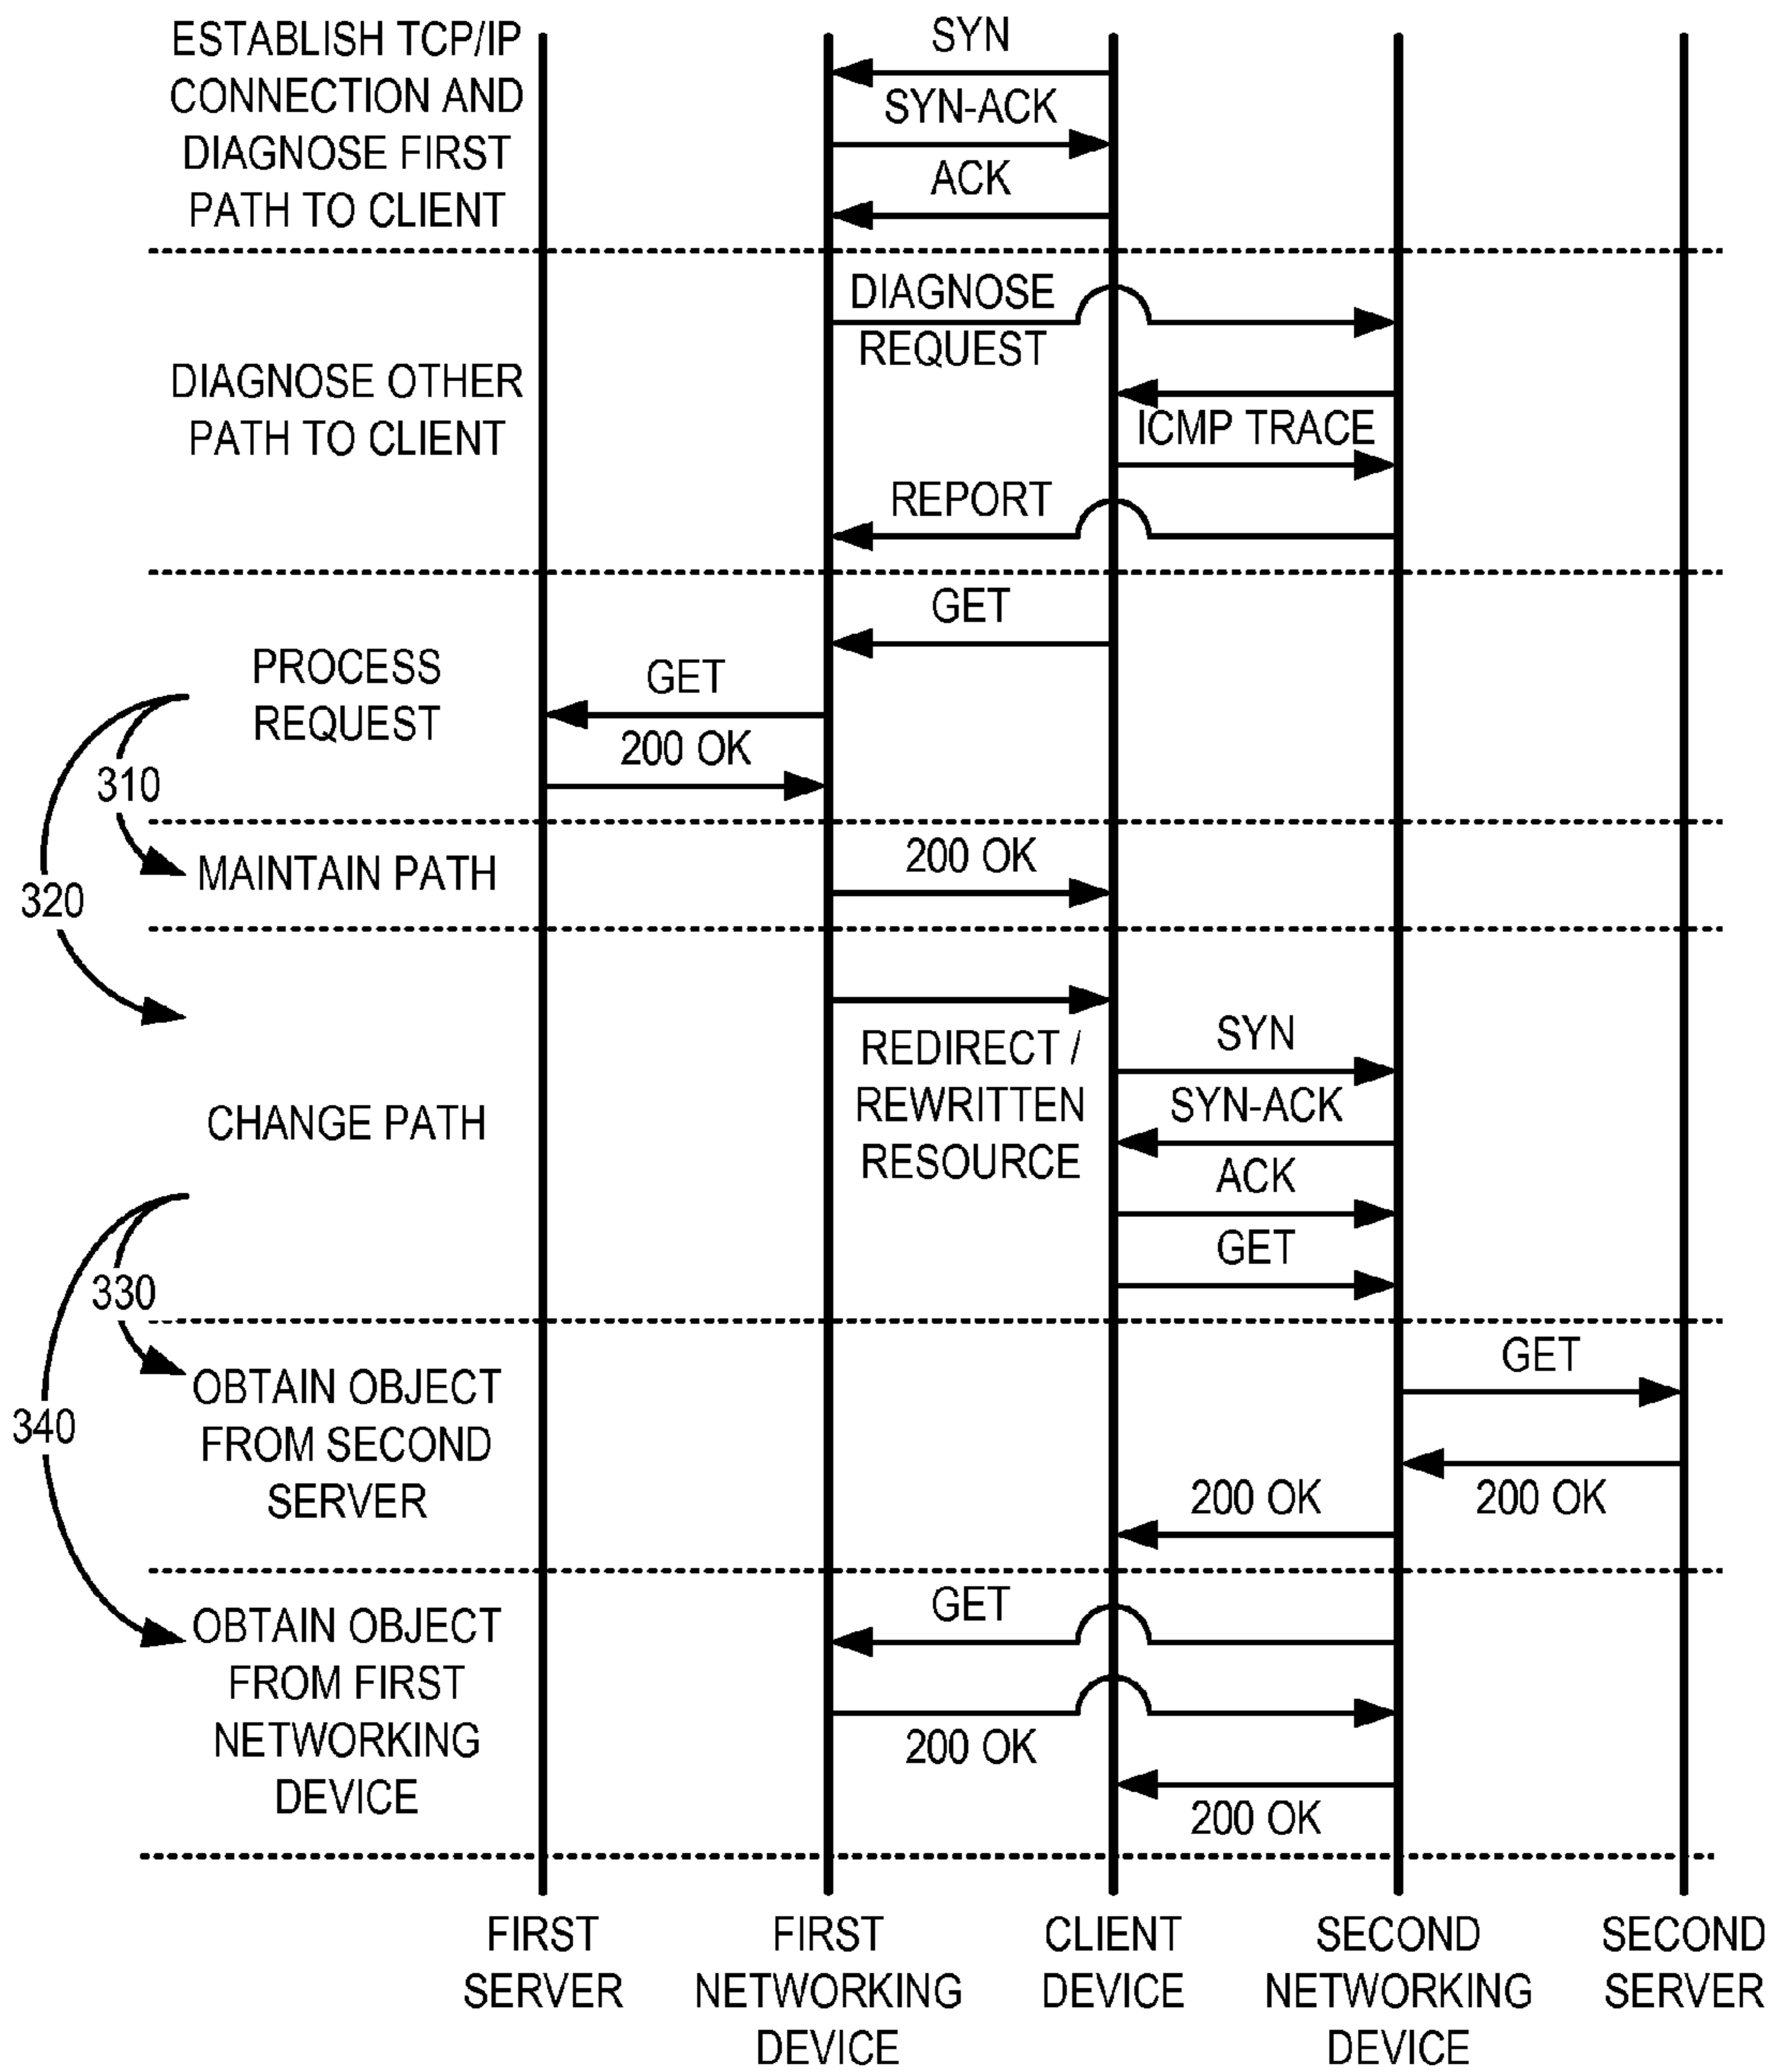 ESTABLISH TCP/IP
CONNECTION AND
DIAGNOSE FIRST
PATH TO CLIENT
SYN
SYN-ACK
ACK
DIAGNOSE OTHER
PATH TO CLIENT
DIAGNOSE
REQUEST
ICMP TRACE
REPORT
PROCESS
REQUEST
GET
GET
200 OK
310
320
MAINTAIN PATH
200 OK
CHANGE PATH
REDIRECT /
REWRITTEN
RESOURCE
SYN
SYN-ACK
ACK
GET
330
340
OBTAIN OBJECT
FROM SECOND
SERVER
GET
200 OK
200 OK
OBTAIN OBJECT
FROM FIRST
NETWORKING
DEVICE
GET
200 OK
200 OK
FIRST
SERVER
FIRST
NETWORKING
DEVICE
CLIENT
DEVICE
SECOND
NETWORKING
DEVICE
SECOND
SERVER